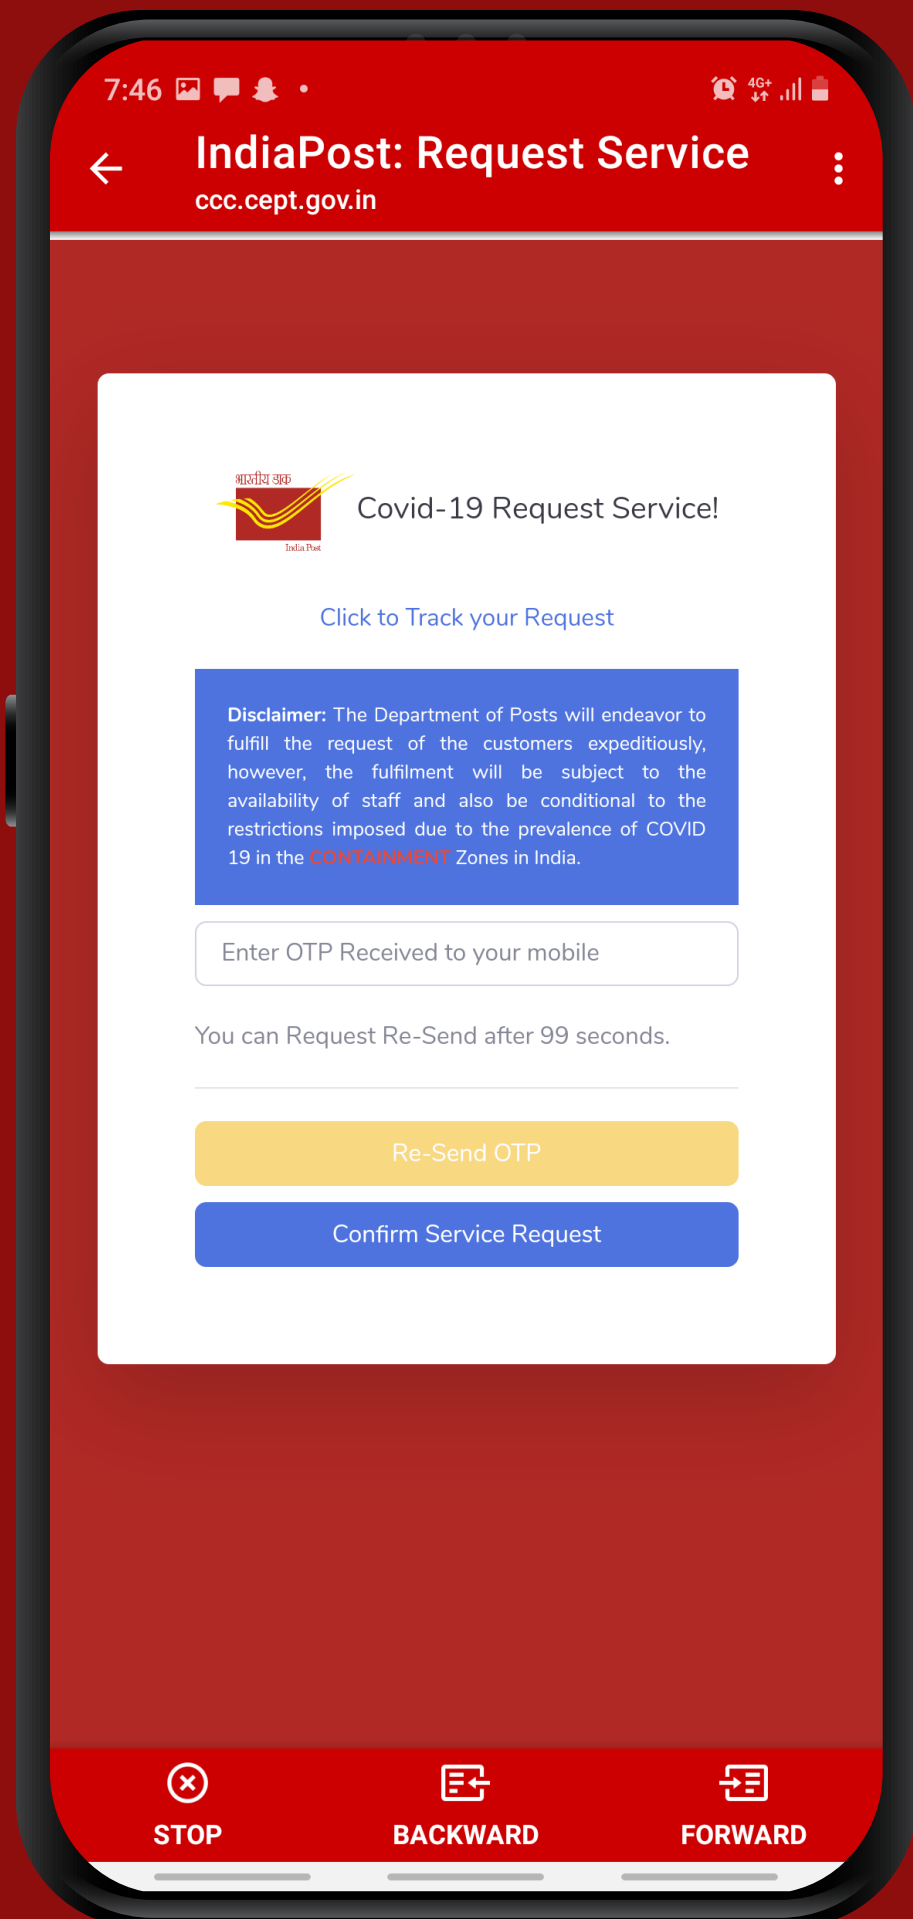 7:46
4G+
IndiaPost: Request Service
ccc.cept.gov.in
भारतीय डाक
India Post
Covid-19 Request Service!
Click to Track your Request
Disclaimer: The Department of Posts will endeavor to
fulfill the request of the customers expeditiously,
however, the fulfilment will be subject to the
availability of staff and also be conditional to the
restrictions imposed due to the prevalence of COVID
19 in the CONTAINMENT Zones in India.
Enter OTP Received to your mobile
You can Request Re-Send after 99 seconds.
Re-Send OTP
Confirm Service Request
STOP
BACKWARD
FORWARD